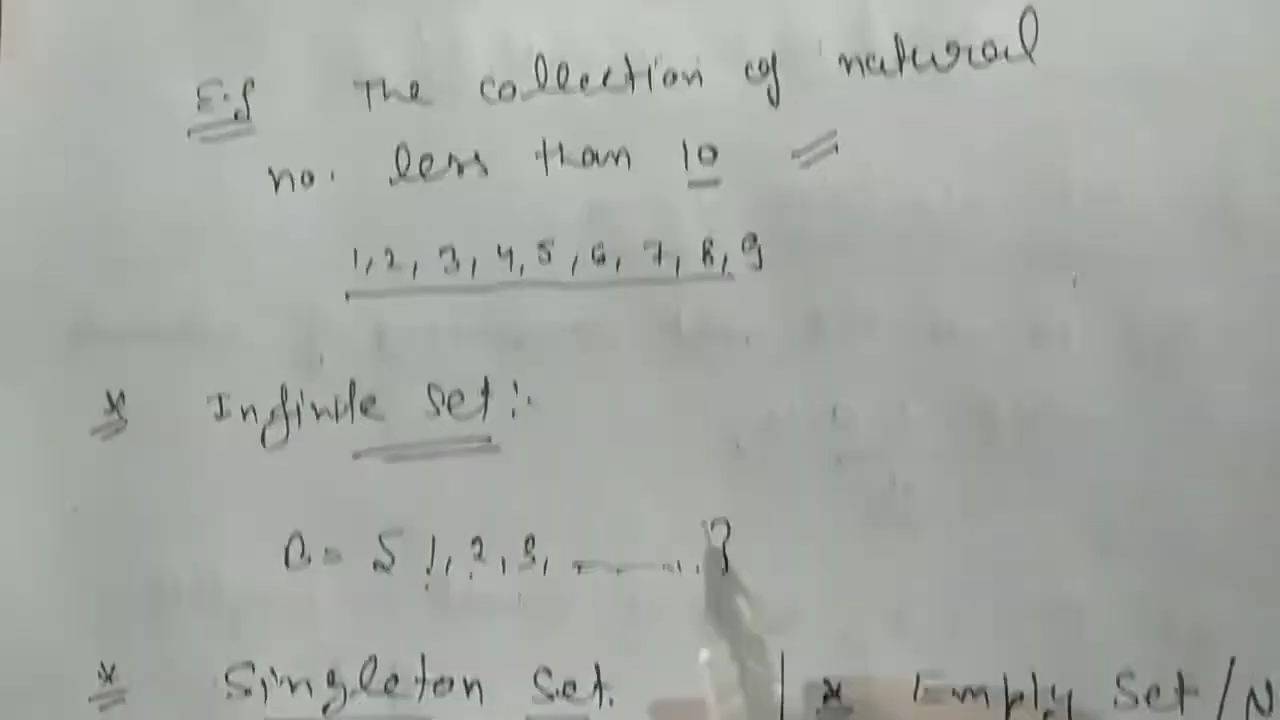 E.g The collection of natural
no. less than 10
1, 2, 3, 4, 5, 6, 7, 8, 9
* Infinite set :-
= { 1, 2, 3, ------- }
* Singleton Set.
* Empty Set / N